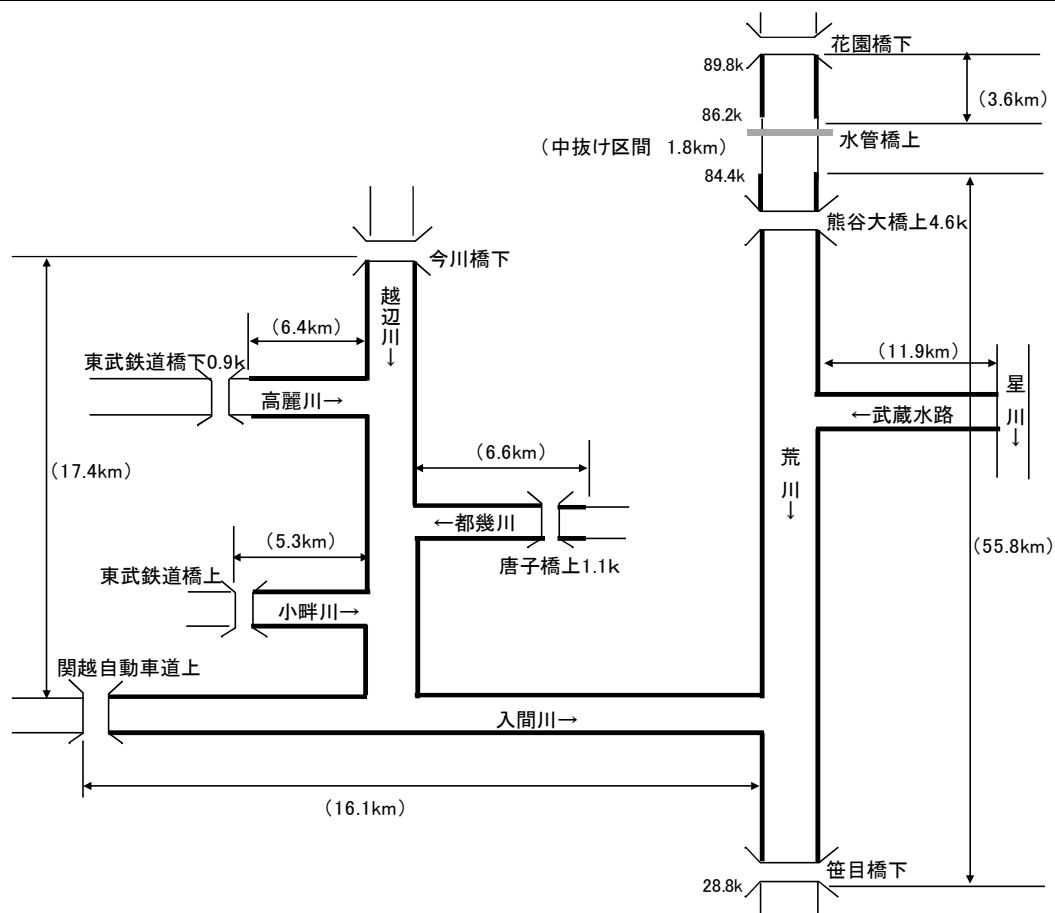 花園橋下
89.8k
（3.6km）
86.2k
水管橋上
（中抜け区間 1.8km）
84.4k
熊谷大橋上4.6k
今川橋下
越辺川→
（6.4km）
東武鉄道橋下0.9k
高麗川→
（11.9km）
星川→
←武蔵水路
（17.4km）
（6.6km）
荒川→
←都幾川
（5.3km）
唐子橋上1.1k
（55.8km）
東武鉄道橋上
小畔川→
関越自動車道上
入間川→
（16.1km）
笹目橋下
28.8k